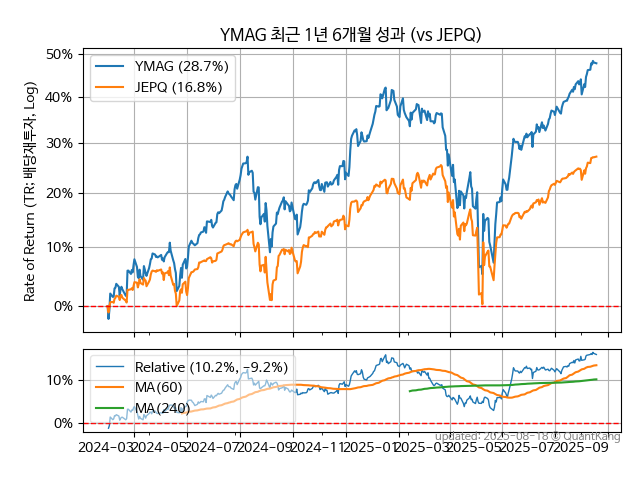 YMAG 최근 1년 6개월 성과 (vs JEPQ)
Rate of Return (TR: 배당재투자, Log)
50%
40%
30%
20%
10%
0%
YMAG (28.7%)
JEPQ (16.8%)
10%
0%
Relative (10.2%, −9.2%)
MA(60)
MA(240)
2024-03
2024-05
2024-07
2024-09
2024-11
2025-01
2025-03
2025-05
2025-07
2025-09
updated: 2025-08-18 © QuantKang